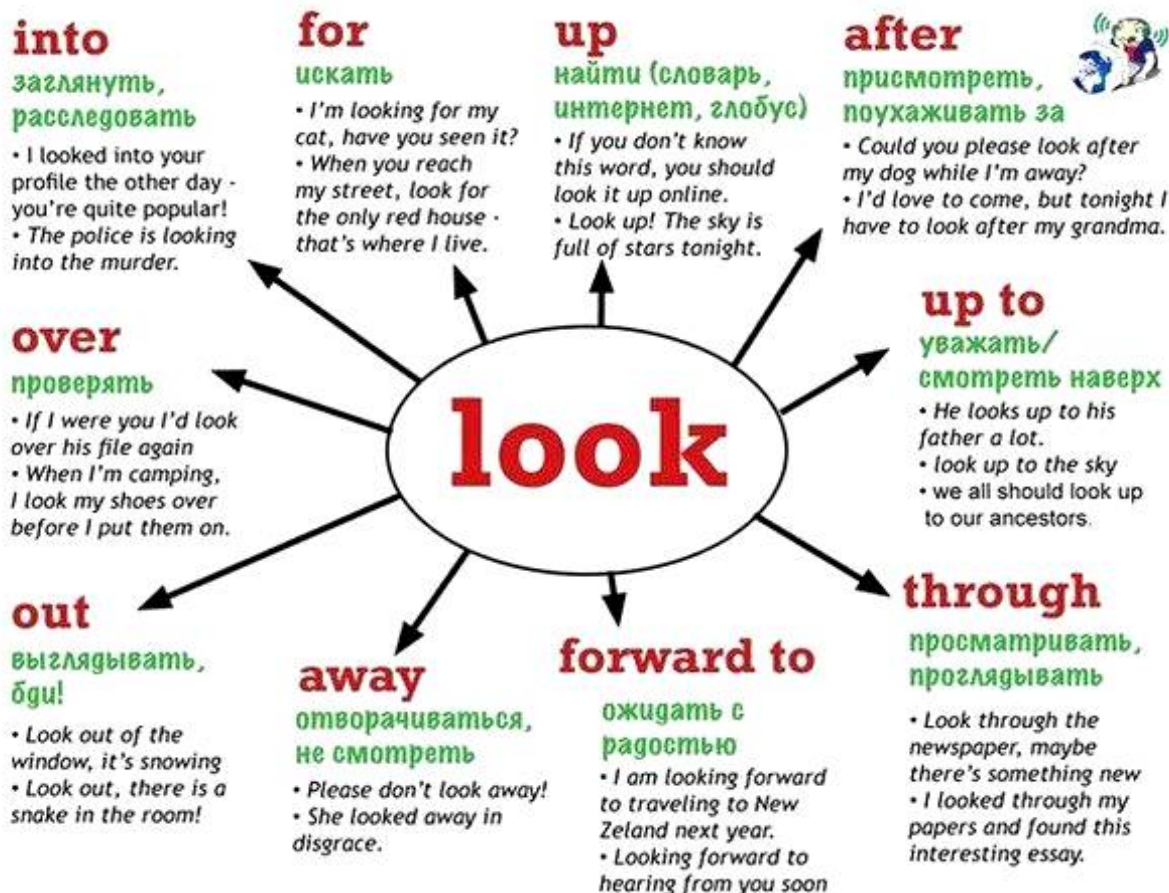 into
заглянуть,
расследовать
• I looked into your
profile the other day -
you're quite popular!
• The police is looking
into the murder.
for
искать
• I'm looking for my
cat, have you seen it?
• When you reach
my street, look for
the only red house -
that's where I live.
up
найти (словарь,
интернет, глобус)
• If you don't know
this word, you should
look it up online.
• Look up! The sky is
full of stars tonight.
after
присмотреть,
поухаживать за
• Could you please look after
my dog while I'm away?
• I'd love to come, but tonight I
have to look after my grandma.
over
проверять
• If I were you I'd look
over his file again
• When I'm camping,
I look my shoes over
before I put them on.
look
up to
уважать/
смотреть наверх
• He looks up to his
father a lot.
• look up to the sky
• we all should look up
to our ancestors.
out
выглядывать,
бди!
• Look out of the
window, it's snowing
• Look out, there is a
snake in the room!
away
отворачиваться,
не смотреть
• Please don't look away!
• She looked away in
disgrace.
forward to
ожидать с
радостью
• I am looking forward
to traveling to New
Zeland next year.
• Looking forward to
hearing from you soon
through
просматривать,
проглядывать
• Look through the
newspaper, maybe
there's something new
• I looked through my
papers and found this
interesting essay.